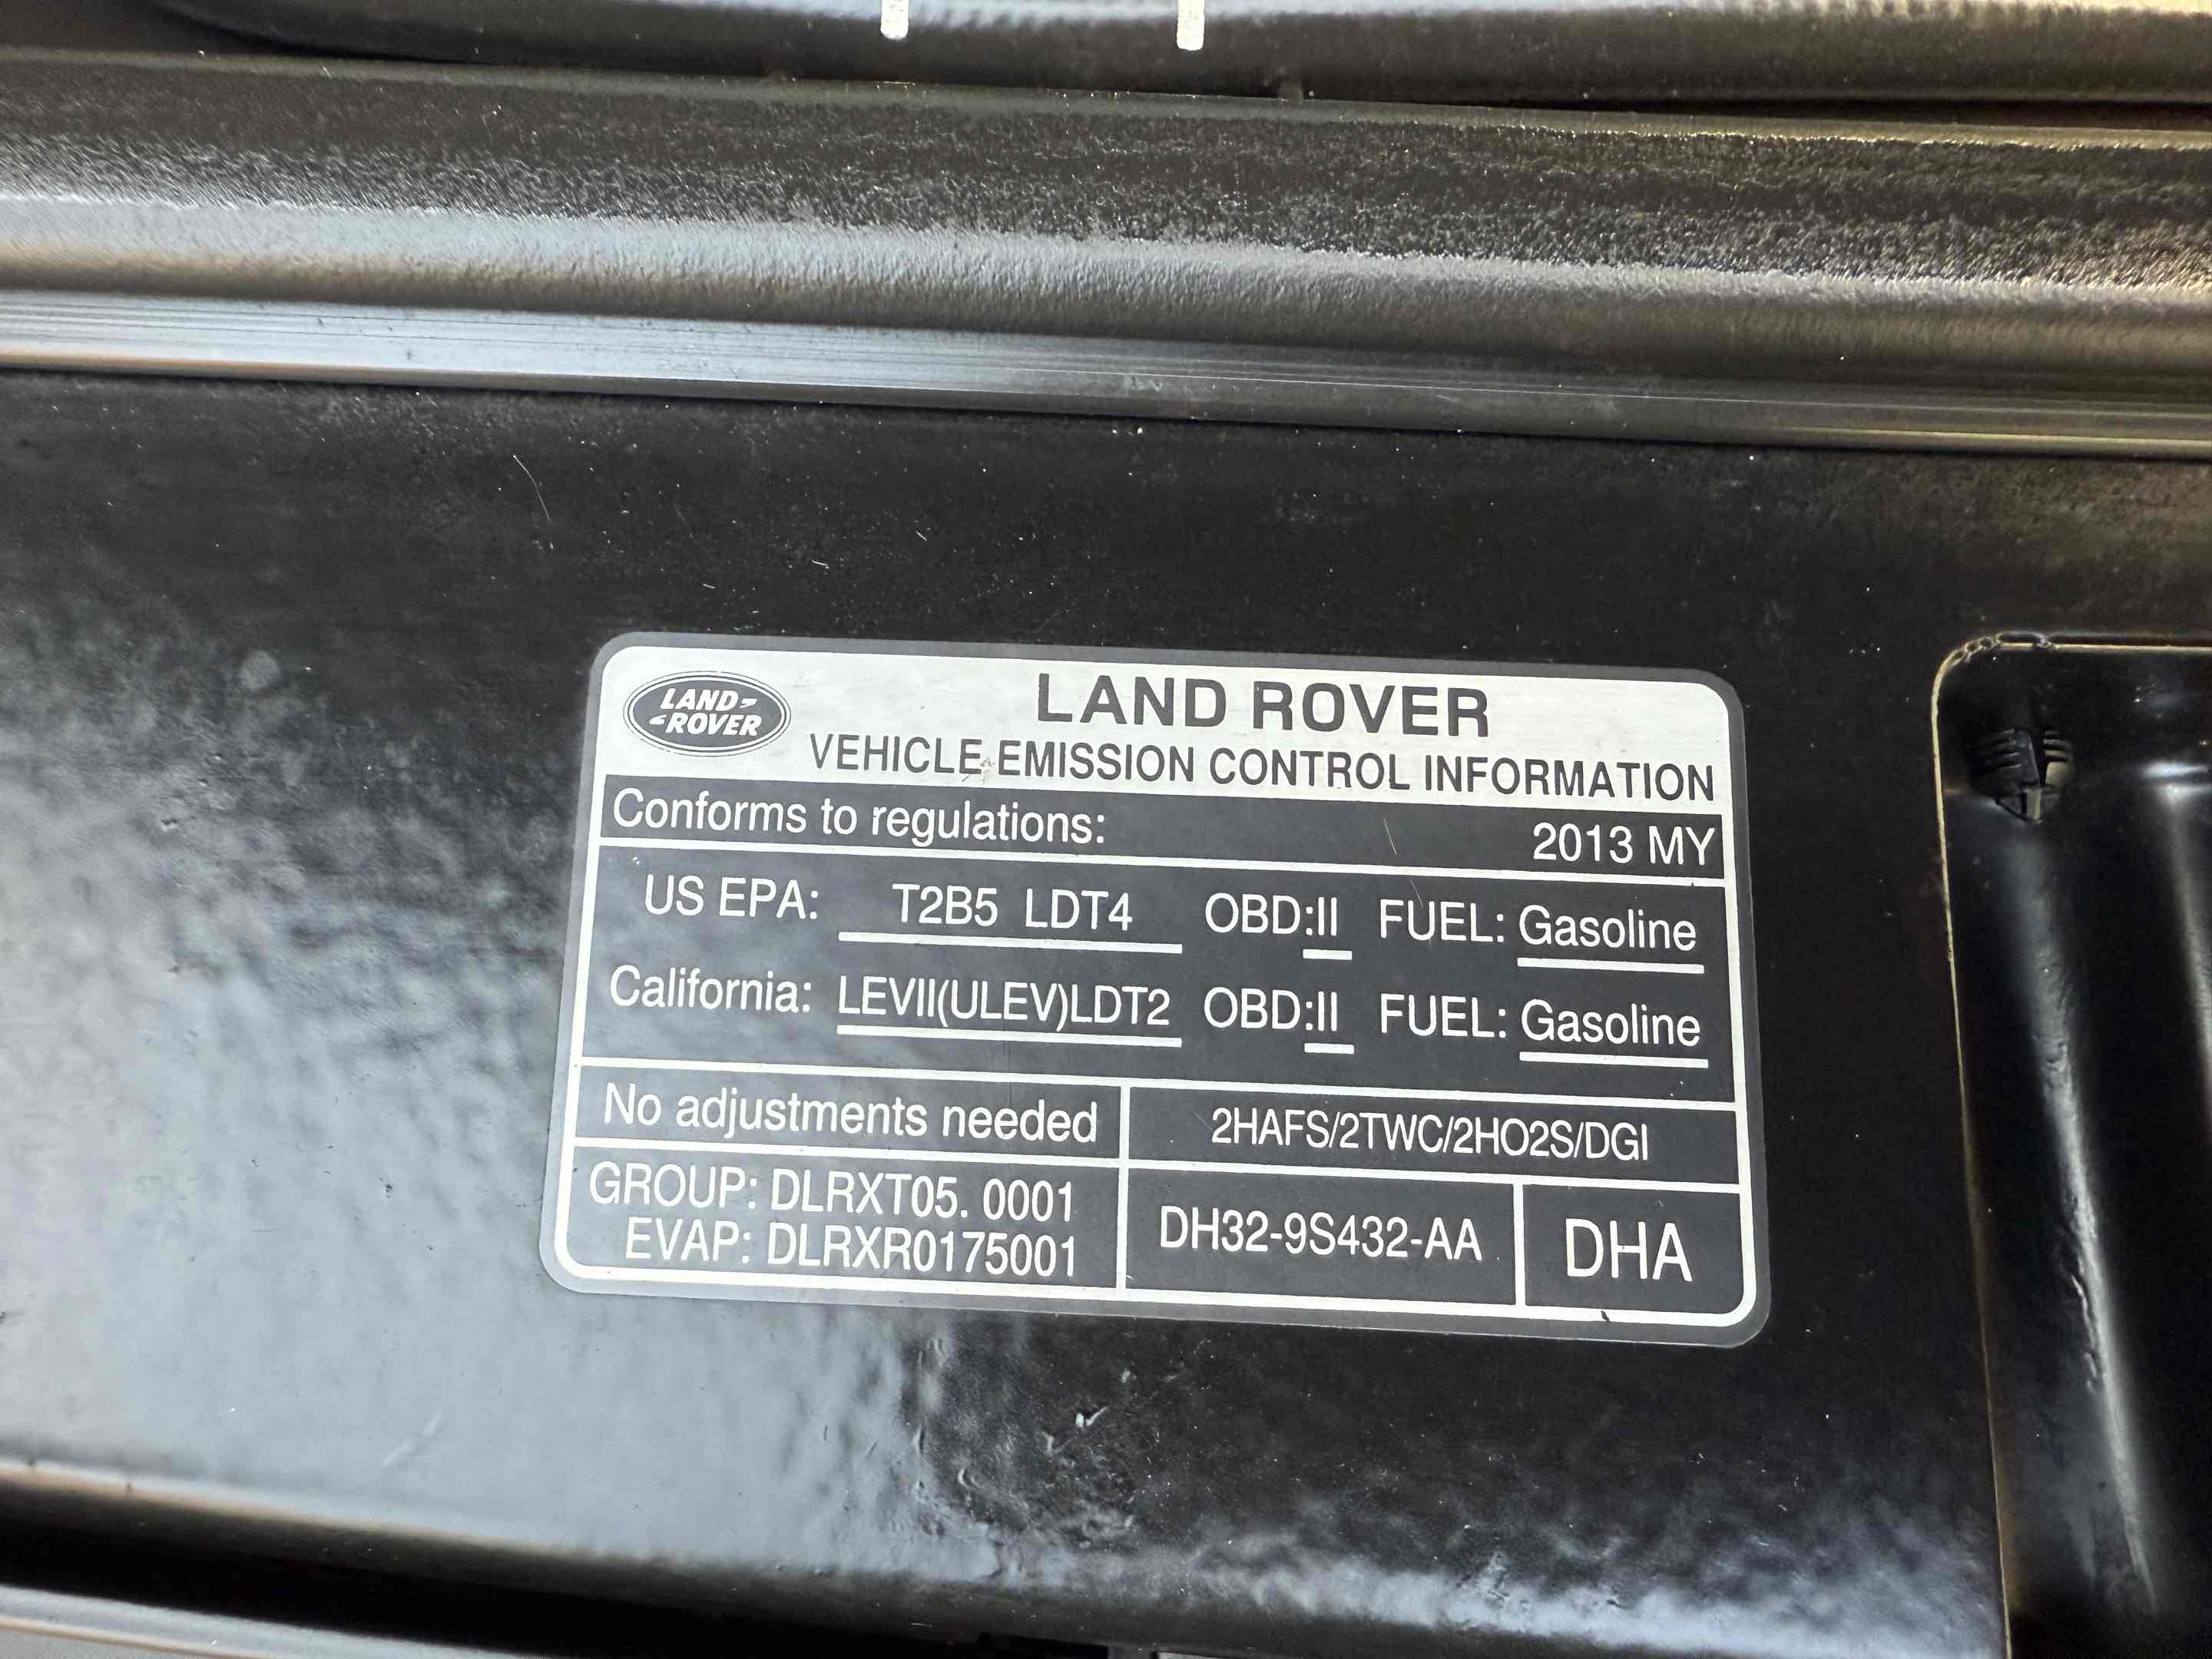 LAND
ROVER
LAND ROVER
VEHICLE EMISSION CONTROL INFORMATION
Conforms to regulations: 2013 MY
US EPA: T2B5 LDT4 OBD:II FUEL: Gasoline
California: LEVII(ULEV)LDT2 OBD:II FUEL: Gasoline
No adjustments needed 2HAFS/2TWC/2HO2S/DGI
GROUP: DLRXT05. 0001
EVAP: DLRXR0175001
DH32-9S432-AA DHA